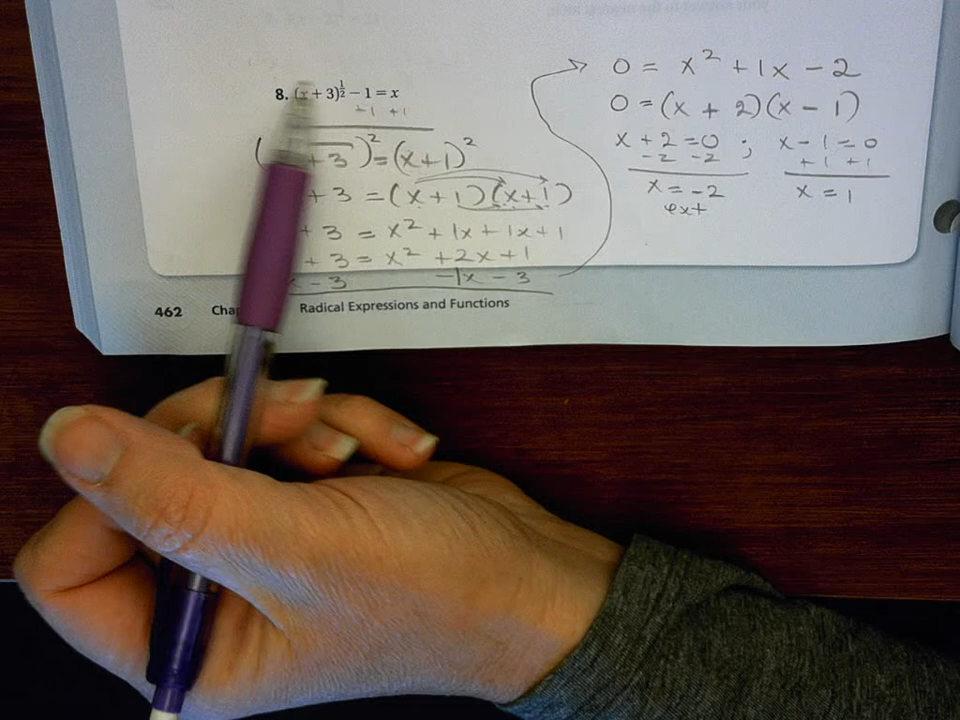 8. (x + 3)^½ − 1 = x
+1 +1
( + 3 )² = (x+1)²
+ 3 = (x+1)(x+1)
+ 3 = x² + 1x + 1x + 1
+ 3 = x² + 2x + 1
- 3 -1x - 3
0 = x² + 1x - 2
0 = (x + 2)(x - 1)
x + 2 = 0 ; x - 1 = 0
-2 -2 +1 +1
x = -2 x = 1
ext
462 Radical Expressions and Functions